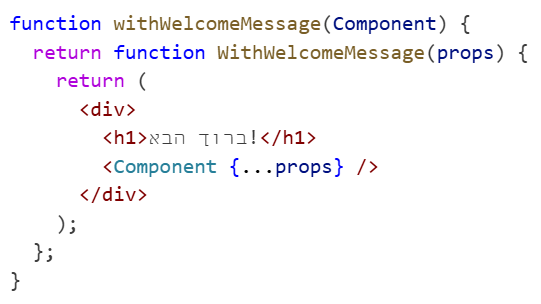 function withWelcomeMessage(Component) {
  return function WithWelcomeMessage(props) {
    return (
      <div>
        <h1>ברוך הבא!</h1>
        <Component {...props} />
      </div>
    );
  };
}